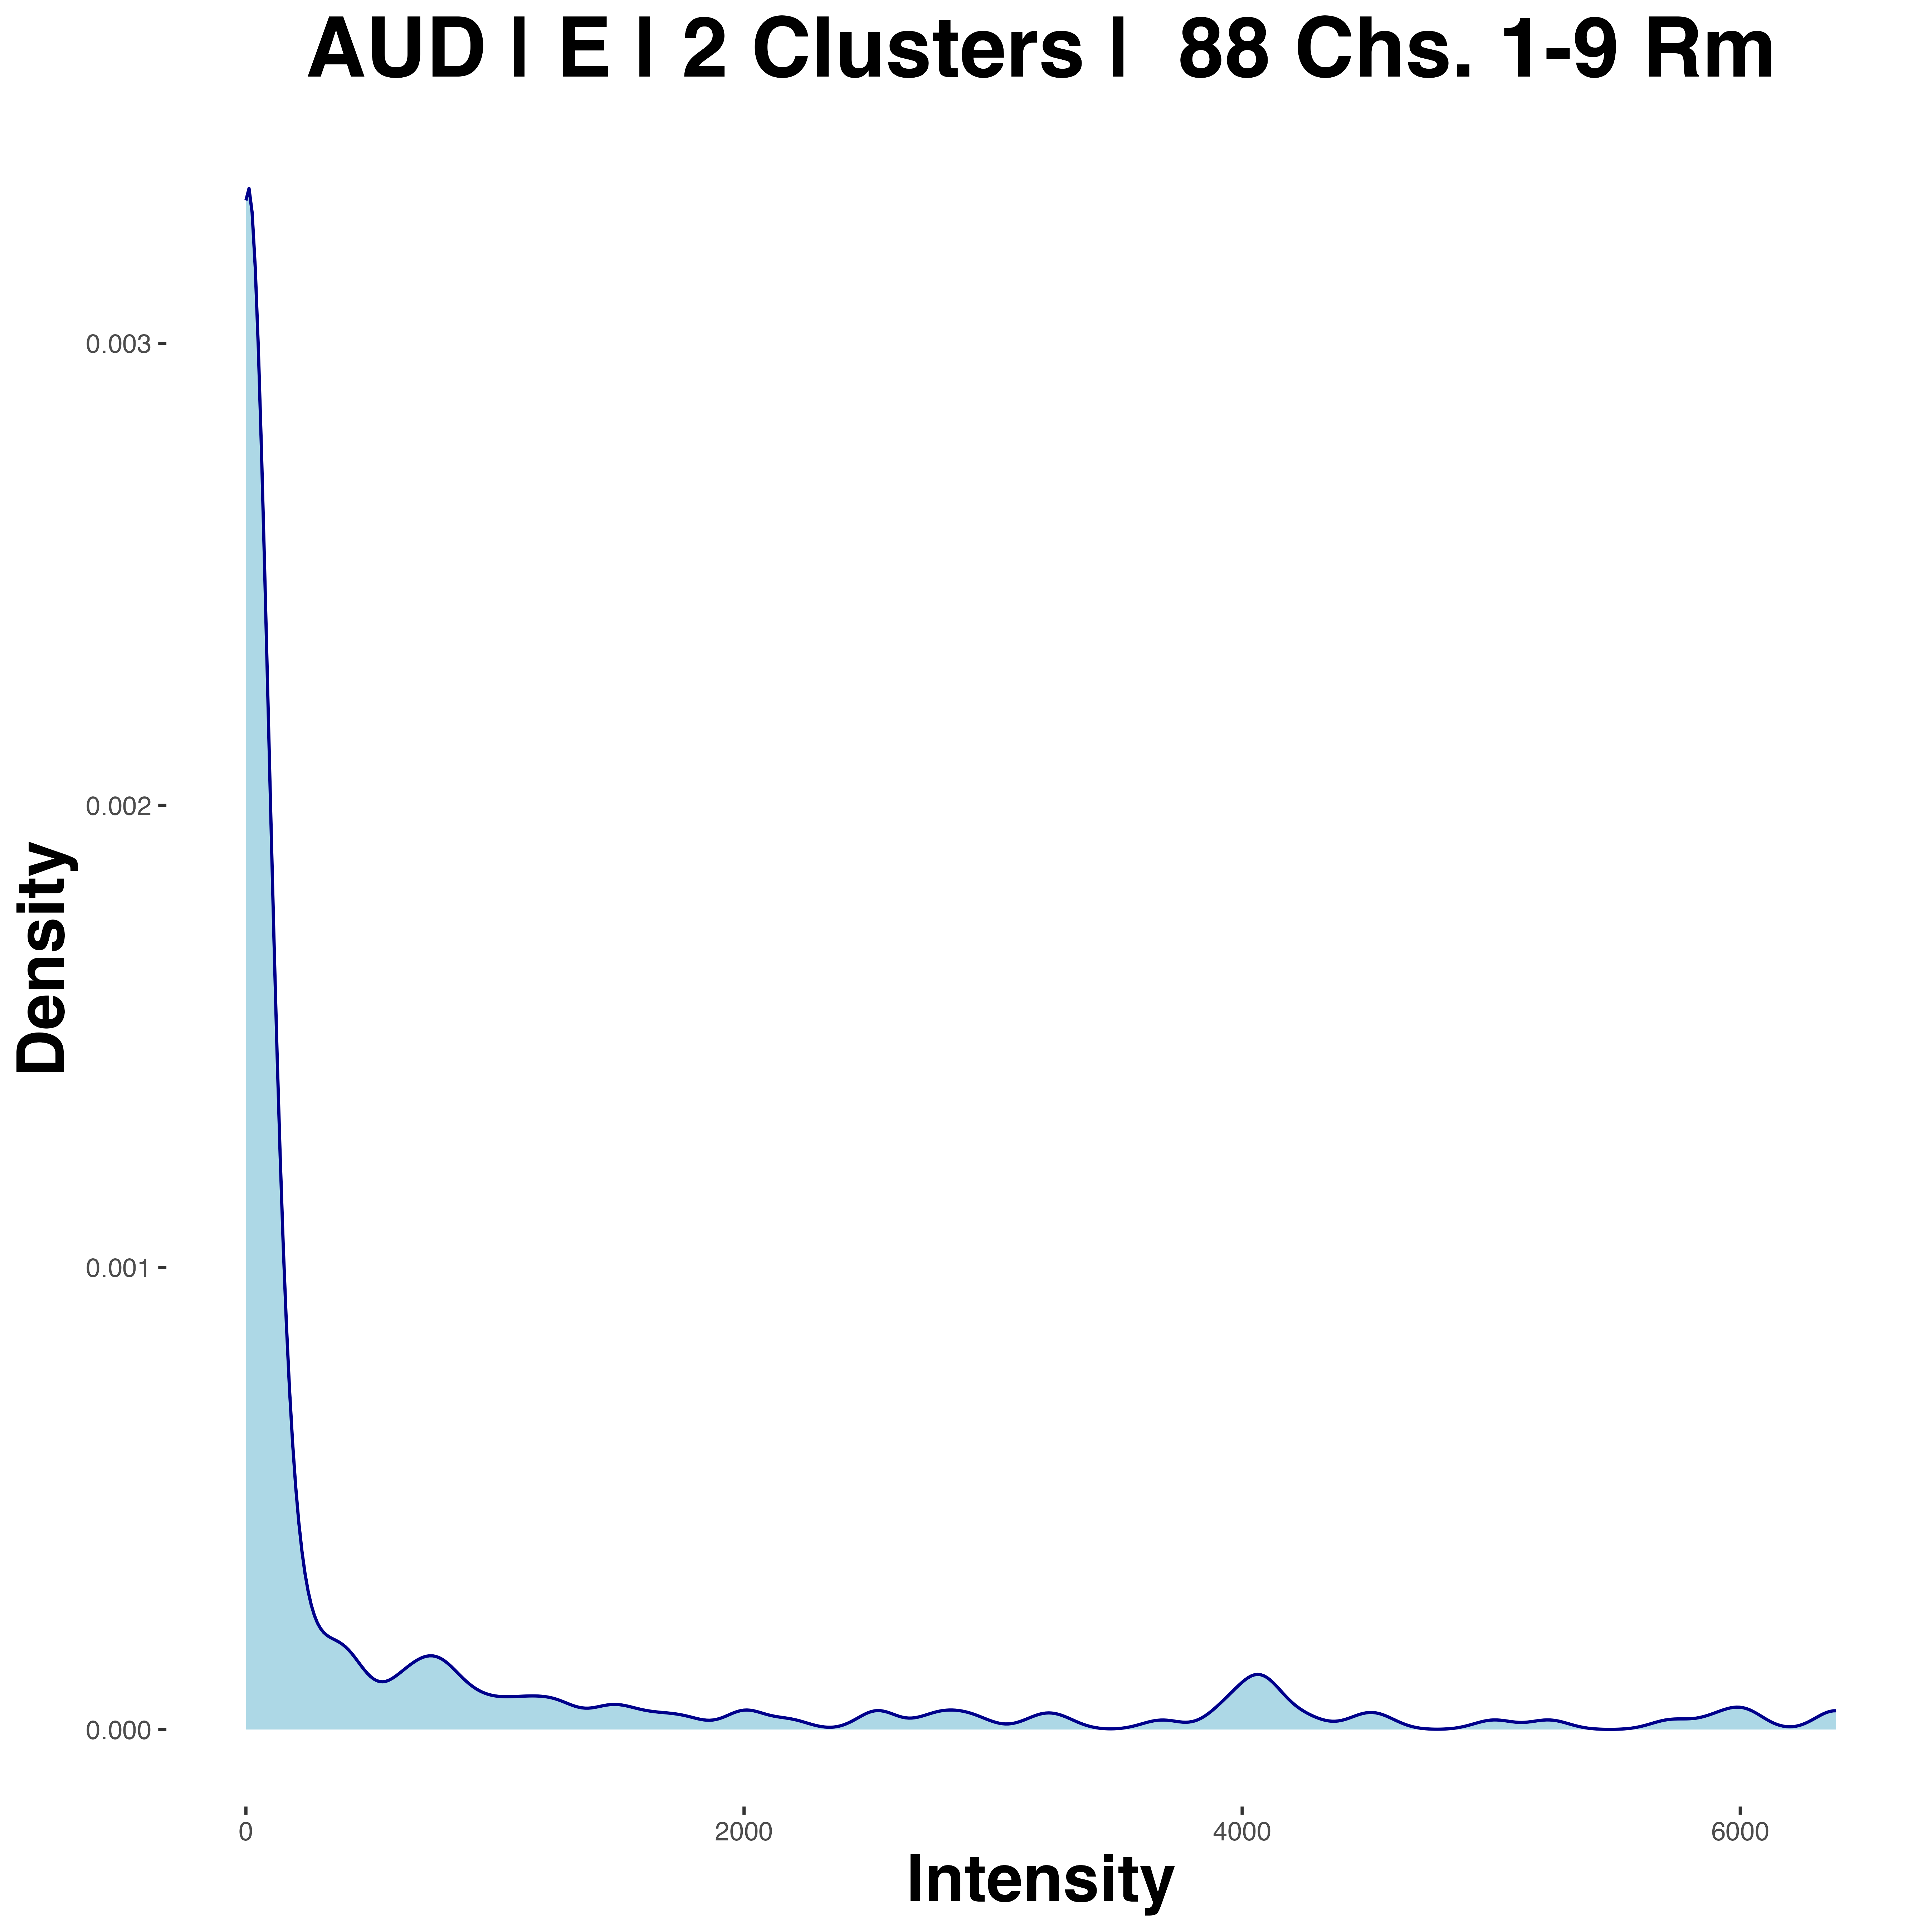 AUD | E | 2 Clusters |  88 Chs. 1-9 Rm
0.003
0.002
0.001
0.000
Density
0 2000 4000 6000
Intensity